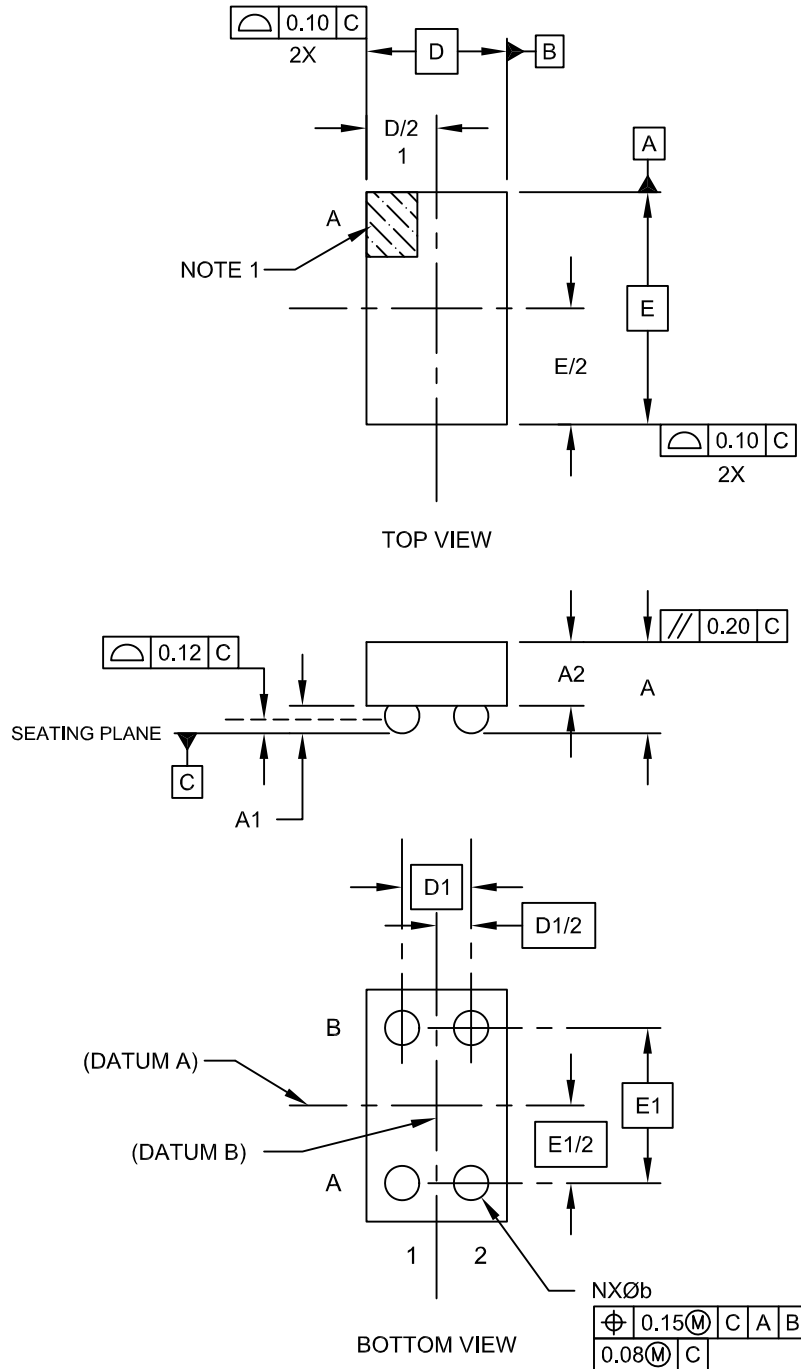 ⌓ 0.10 C
2X
D
B
D/2
1
A
A
NOTE 1
E
E/2
⌓ 0.10 C
2X
TOP VIEW
// 0.20 C
⌓ 0.12 C
A2
A
SEATING PLANE
C
A1
D1
D1/2
B
(DATUM A)
E1
(DATUM B)
E1/2
A
1 2
NXØb
⌖ 0.15Ⓜ C A B
0.08Ⓜ C
BOTTOM VIEW